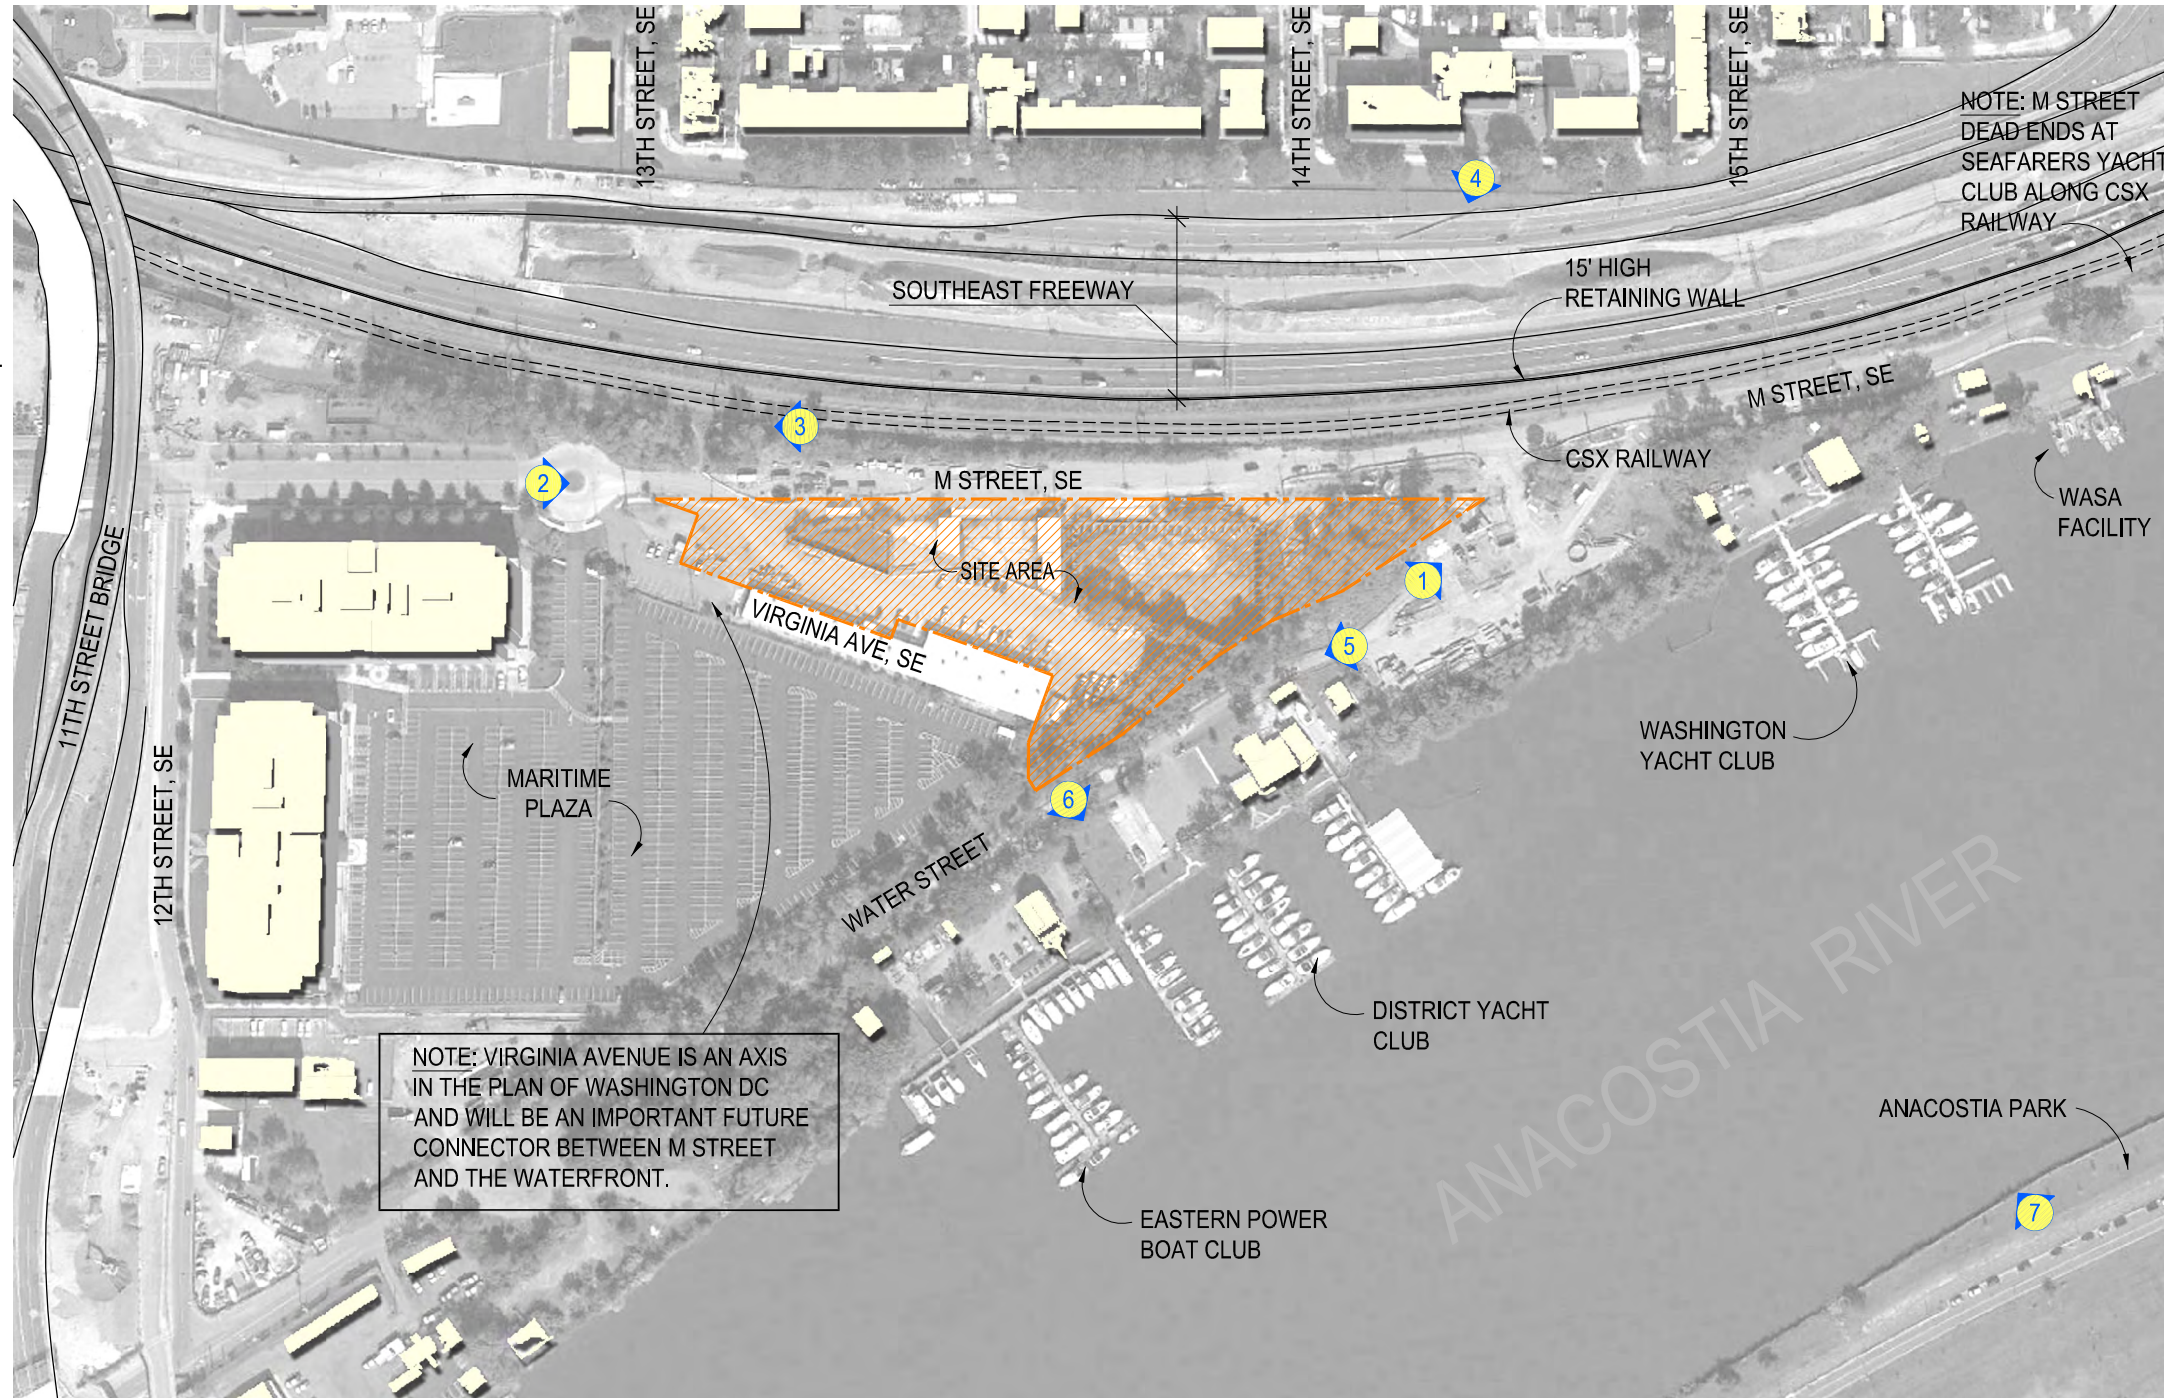 13TH STREET, SE
14TH STREET, SE
15TH STREET, SE
NOTE: M STREET
DEAD ENDS AT
SEAFARERS YACHT
CLUB ALONG CSX
RAILWAY
4
SOUTHEAST FREEWAY
15' HIGH
RETAINING WALL
M STREET, SE
3
CSX RAILWAY
2
M STREET, SE
WASA
FACILITY
SITE AREA
1
VIRGINIA AVE, SE
5
11TH STREET BRIDGE
12TH STREET, SE
MARITIME
PLAZA
6
WASHINGTON
YACHT CLUB
WATER STREET
DISTRICT YACHT
CLUB
NOTE: VIRGINIA AVENUE IS AN AXIS
IN THE PLAN OF WASHINGTON DC
AND WILL BE AN IMPORTANT FUTURE
CONNECTOR BETWEEN M STREET
AND THE WATERFRONT.
ANACOSTIA RIVER
ANACOSTIA PARK
7
EASTERN POWER
BOAT CLUB